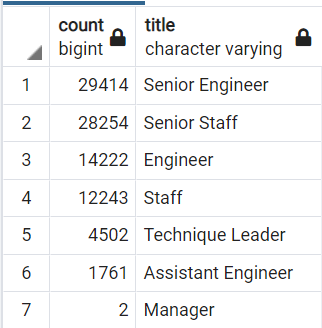 count title
bigint character varying
1 29414 Senior Engineer
2 28254 Senior Staff
3 14222 Engineer
4 12243 Staff
5 4502 Technique Leader
6 1761 Assistant Engineer
7 2 Manager